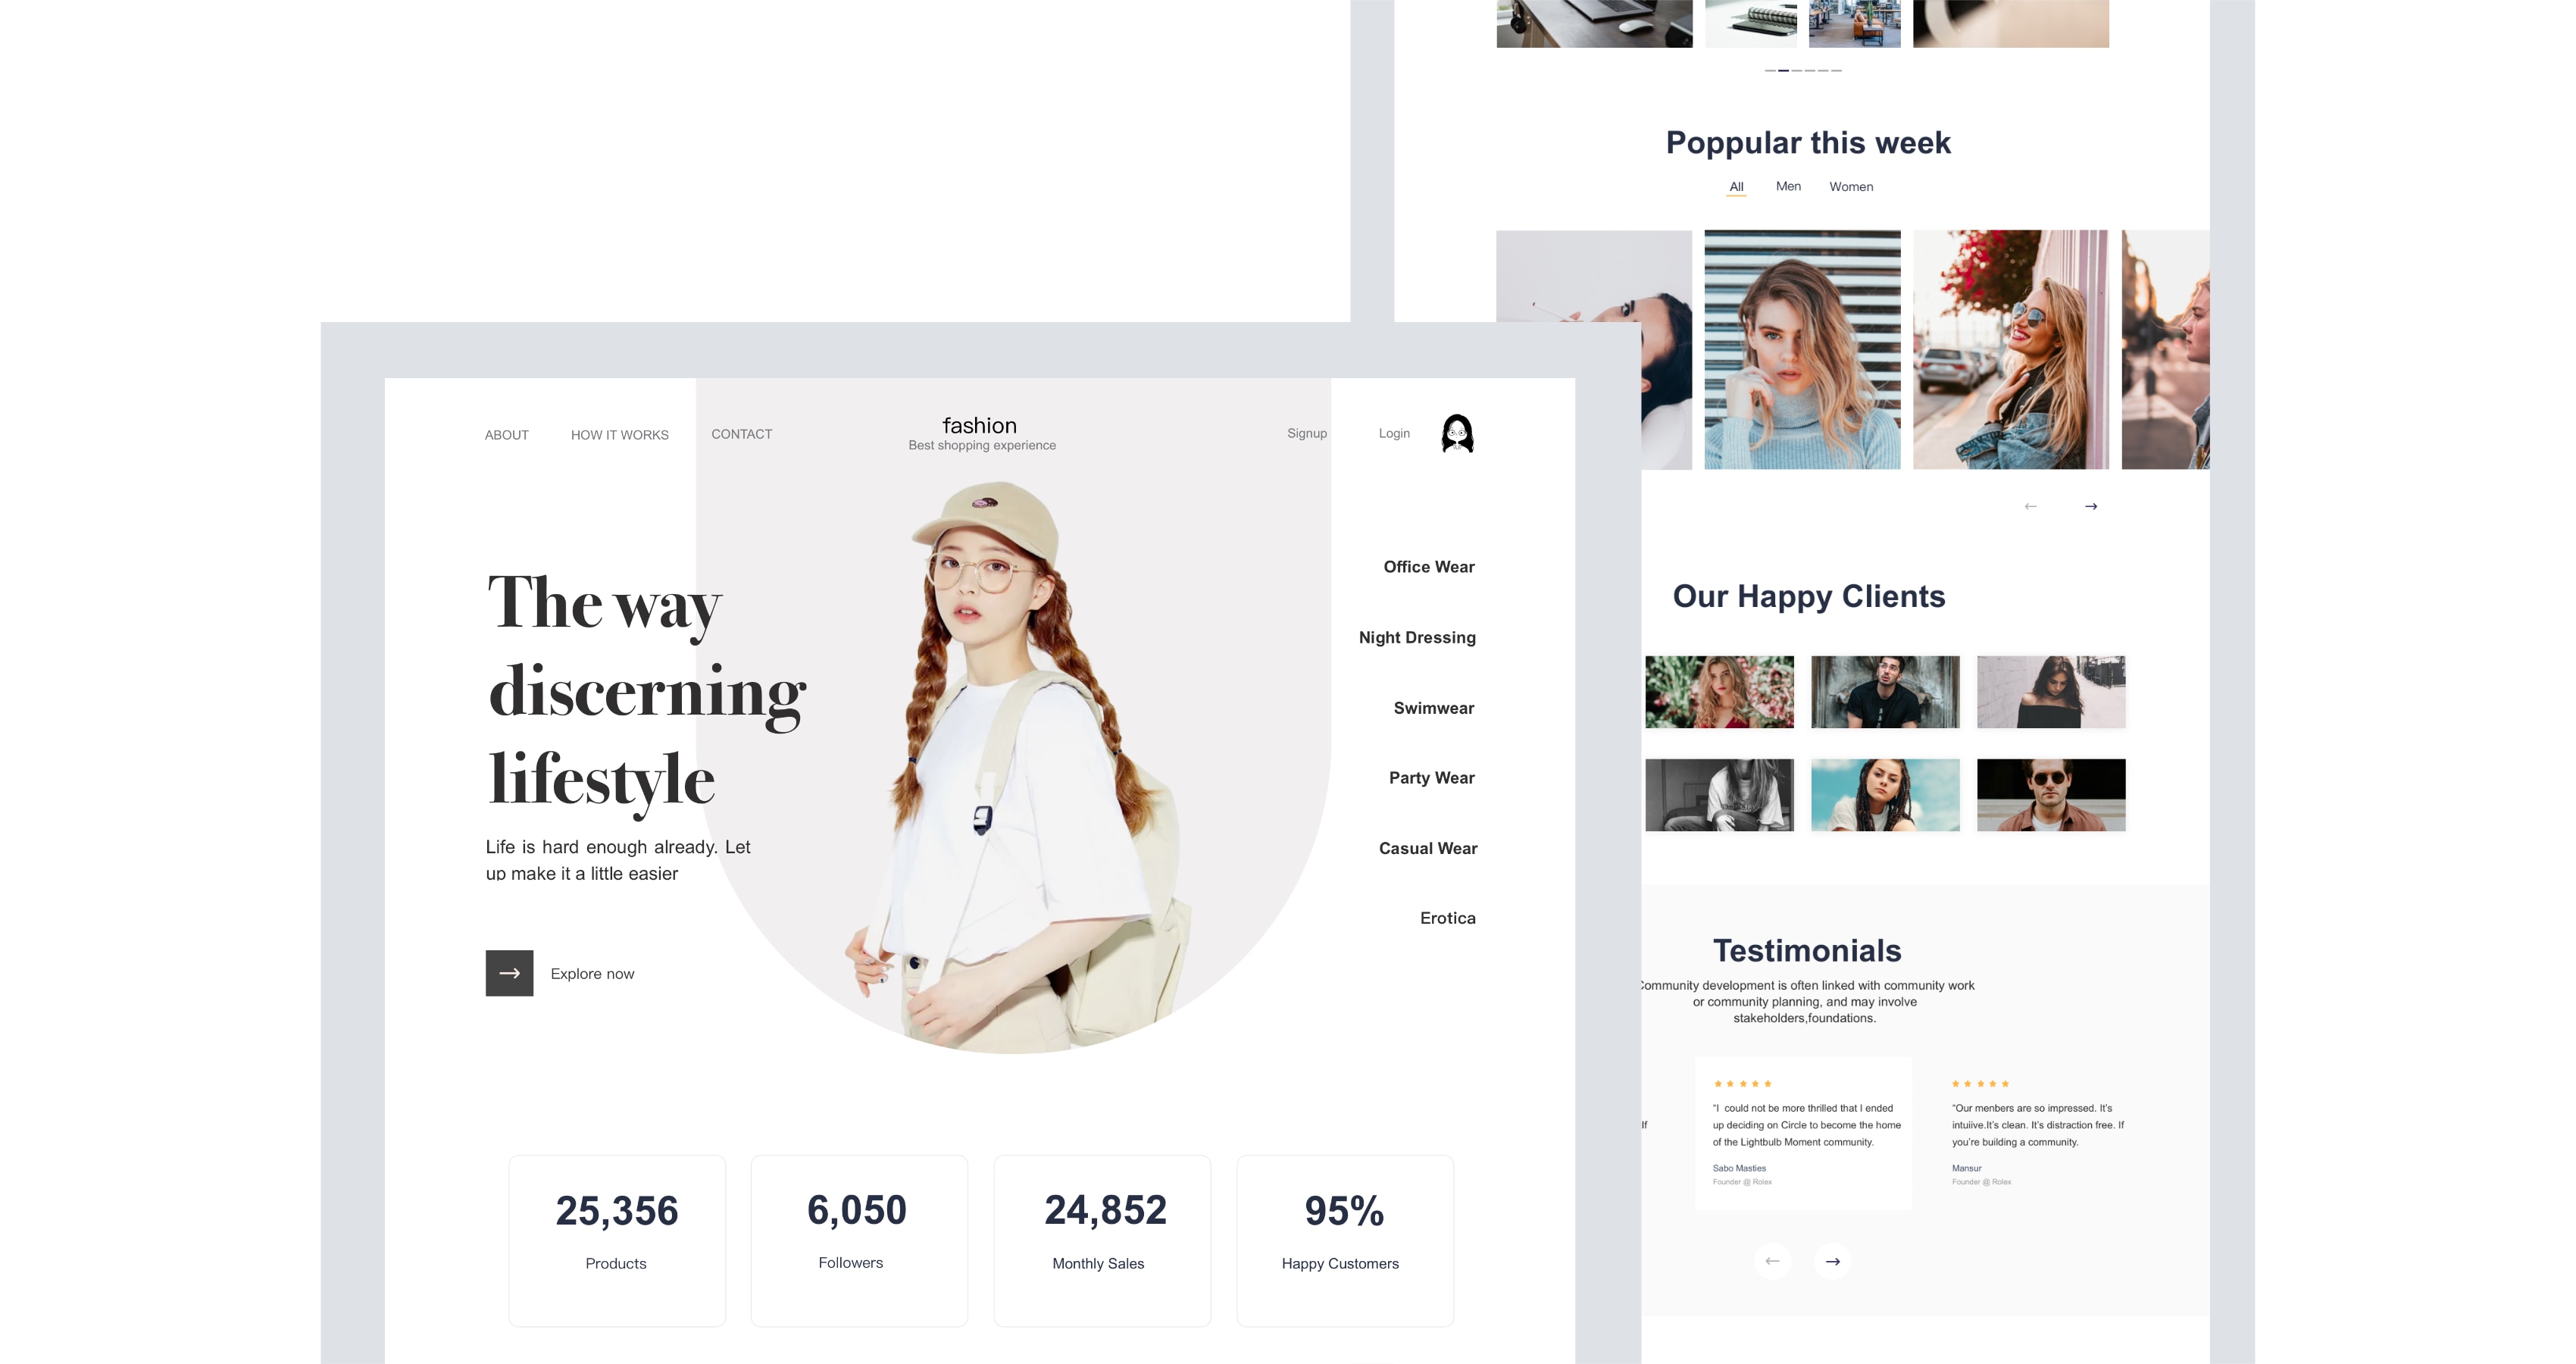 ABOUT
HOW IT WORKS
CONTACT
fashion
Best shopping experience
Signup
Login
The way
discerning
lifestyle
Life is hard enough already. Let
up make it a little easier
Explore now
Office Wear
Night Dressing
Swimwear
Party Wear
Casual Wear
Erotica
25,356
Products
6,050
Followers
24,852
Monthly Sales
95%
Happy Customers
Poppular this week
All
Men
Women
Our Happy Clients
Testimonials
Community development is often linked with community work
or community planning, and may involve
stakeholders,foundations.
If
“I could not be more thrilled that I ended
up deciding on Circle to become the home
of the Lightbulb Moment community.
Sabo Masties
Founder @ Rolex
“Our menbers are so impressed. It’s
intuiive.It’s clean. It’s distraction free. If
you’re building a community.
Mansur
Founder @ Rolex